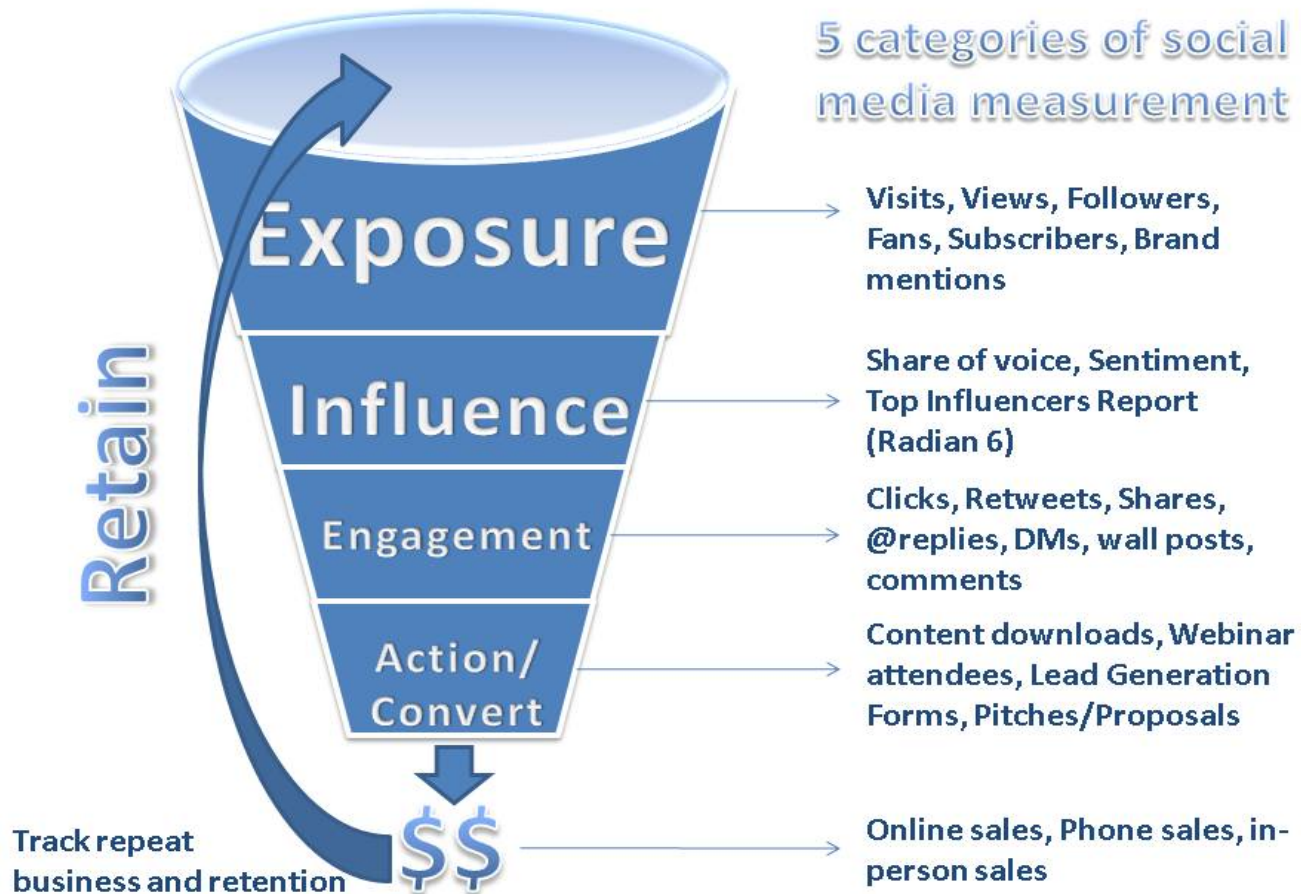 5 categories of social
media measurement
Exposure
Visits, Views, Followers,
Fans, Subscribers, Brand
mentions
Influence
Share of voice, Sentiment,
Top Influencers Report
(Radian 6)
Engagement
Clicks, Retweets, Shares,
@replies, DMs, wall posts,
comments
Action/
Convert
Content downloads, Webinar
attendees, Lead Generation
Forms, Pitches/Proposals
$$
Online sales, Phone sales, in-
person sales
Retain
Track repeat
business and retention